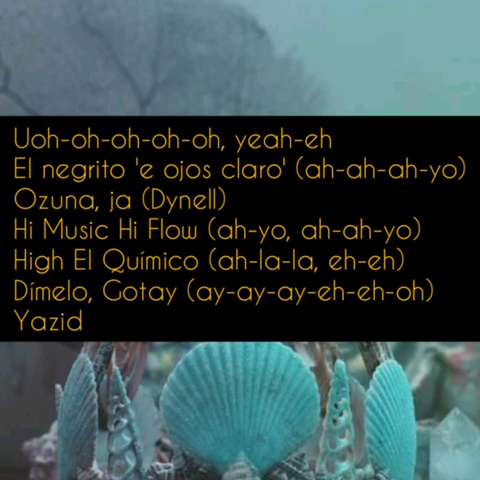 Uoh-oh-oh-oh-oh, yeah-eh
El negrito 'e ojos claro' (ah-ah-ah-yo)
Ozuna, ja (Dynell)
Hi Music Hi Flow (ah-yo, ah-ah-yo)
High El Químico (ah-la-la, eh-eh)
Dímelo, Gotay (ay-ay-ay-eh-eh-oh)
Yazid